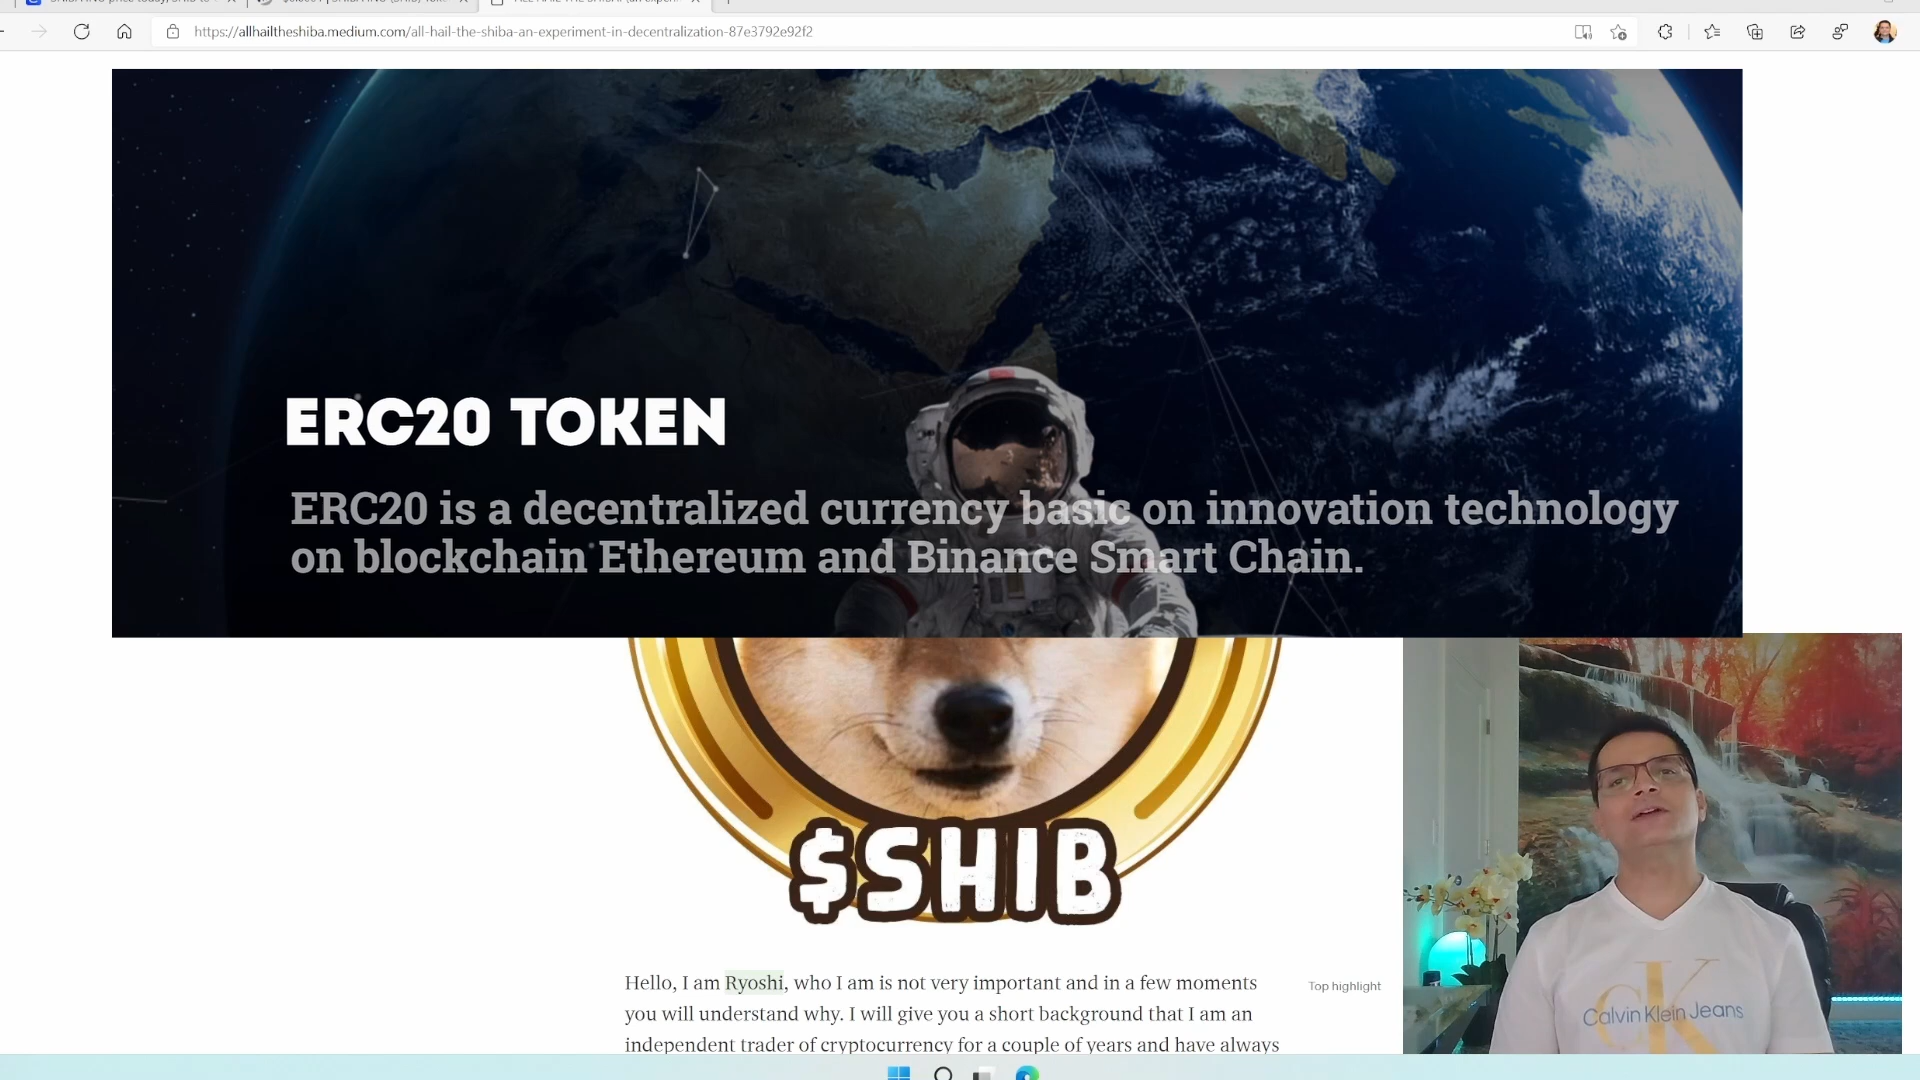 https://allhailtheshiba.medium.com/all-hail-the-shiba-an-experiment-in-decentralization-87e3792e92f2
ERC20 TOKEN
ERC20 is a decentralized currency basic on innovation technology
on blockchain Ethereum and Binance Smart Chain.
$SHIB
Hello, I am Ryoshi, who I am is not very important and in a few moments
Top highlight
you will understand why. I will give you a short background that I am an
independent trader of cryptocurrency for a couple of years and have always
CK
Calvin Klein Jeans